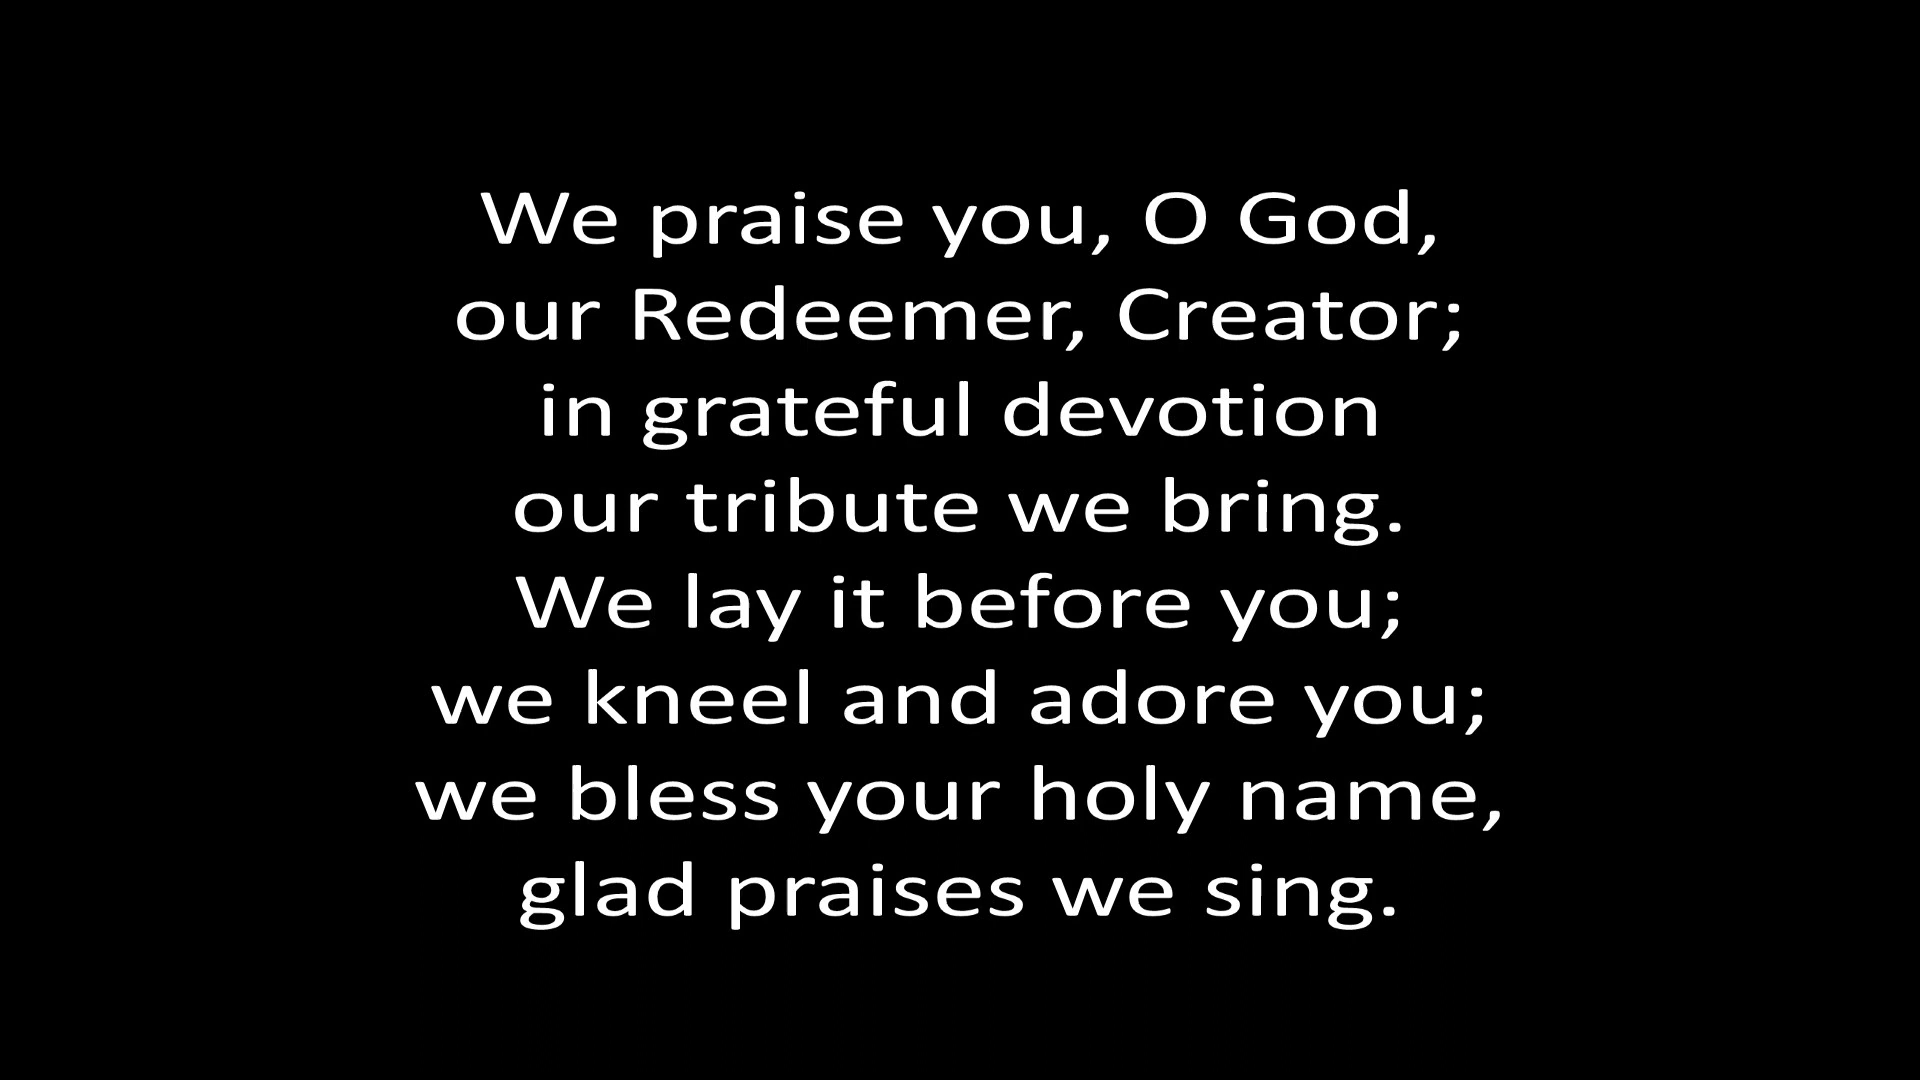 We praise you, O God,
our Redeemer, Creator;
in grateful devotion
our tribute we bring.
We lay it before you;
we kneel and adore you;
we bless your holy name,
glad praises we sing.